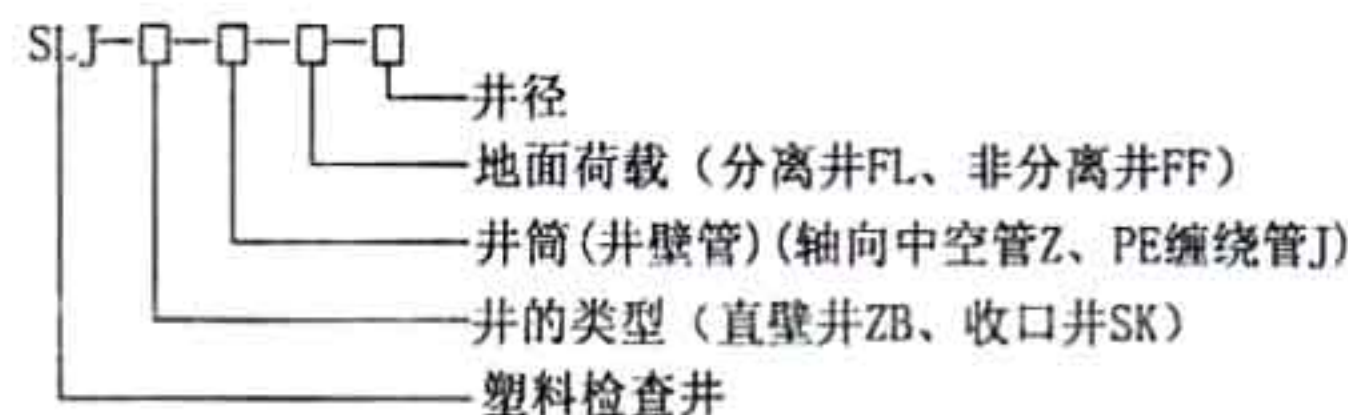 SLJ-□-□-□-□
井径
地面荷载（分离井FL、非分离井FF）
井筒(井壁管)(轴向中空管Z、PE缠绕管J)
井的类型（直壁井ZB、收口井SK）
塑料检查井